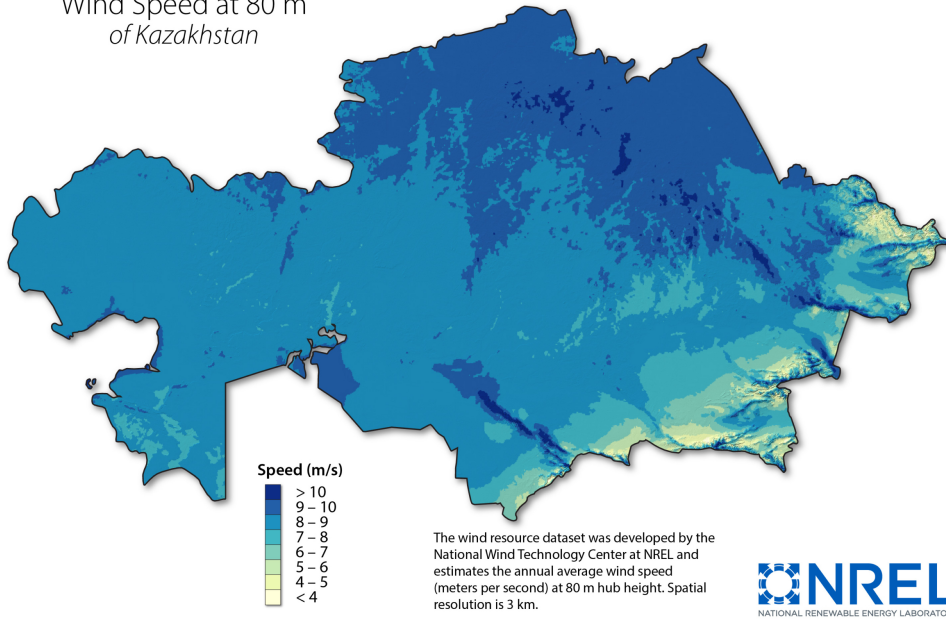 Wind Speed at 80 m
of Kazakhstan
Speed (m/s)
> 10
9 – 10
8 – 9
7 – 8
6 – 7
5 – 6
4 – 5
< 4
The wind resource dataset was developed by the
National Wind Technology Center at NREL and
estimates the annual average wind speed
(meters per second) at 80 m hub height. Spatial
resolution is 3 km.
NREL
NATIONAL RENEWABLE ENERGY LABORATO